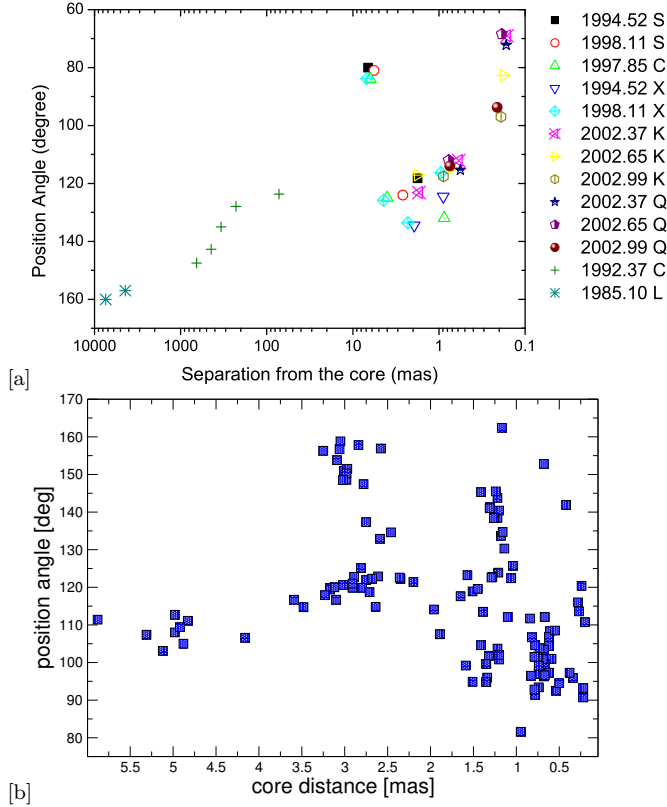 60
80
100
120
140
160
10000
1000
100
10
1
0.1
Position Angle (degree)
Separation from the core (mas)
1994.52 S
1998.11 S
1997.85 C
1994.52 X
1998.11 X
2002.37 K
2002.65 K
2002.99 K
2002.37 Q
2002.65 Q
2002.99 Q
1992.37 C
1985.10 L
[a]
170
160
150
140
130
120
110
100
90
80
5.5
5
4.5
4
3.5
3
2.5
2
1.5
1
0.5
position angle [deg]
core distance [mas]
[b]